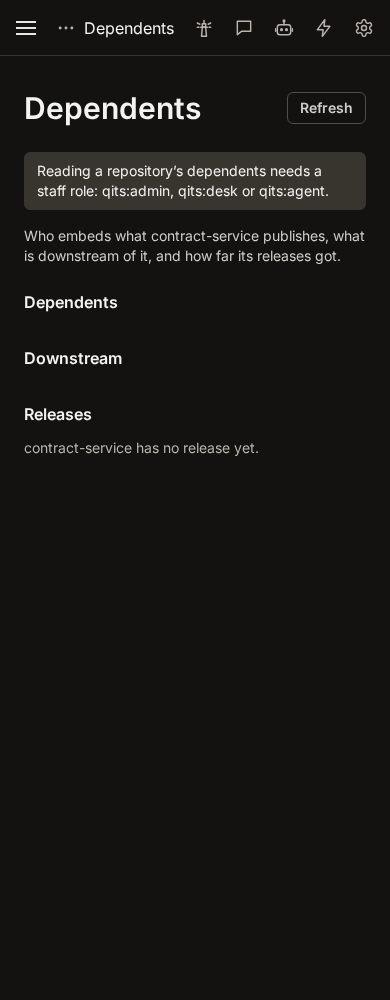 Dependents
Dependents
Refresh
Reading a repository’s dependents needs a
staff role: qits:admin, qits:desk or qits:agent.
Who embeds what contract-service publishes, what
is downstream of it, and how far its releases got.
Dependents
Downstream
Releases
contract-service has no release yet.